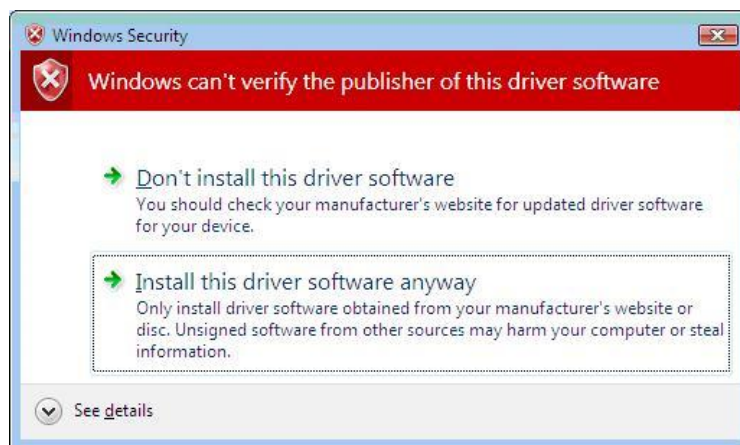 Windows Security
Windows can't verify the publisher of this driver software
Don't install this driver software
You should check your manufacturer's website for updated driver software
for your device.
Install this driver software anyway
Only install driver software obtained from your manufacturer's website or
disc. Unsigned software from other sources may harm your computer or steal
information.
See details